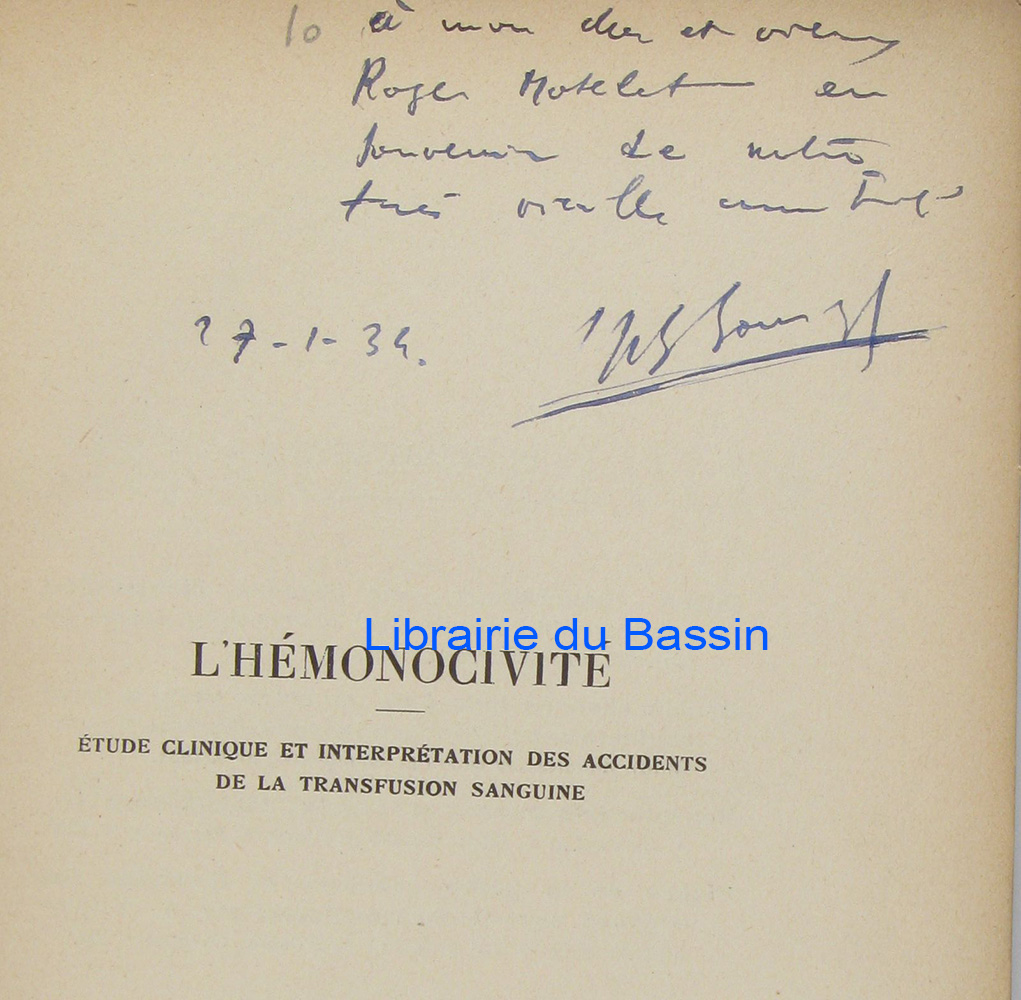 10
à mon cher et vieux
Roger Motelet en
souvenir de notre
très vieille
27-1-34.
Librairie du Bassin
L'HÉMONOCIVITÉ
ÉTUDE CLINIQUE ET INTERPRÉTATION DES ACCIDENTS
DE LA TRANSFUSION SANGUINE